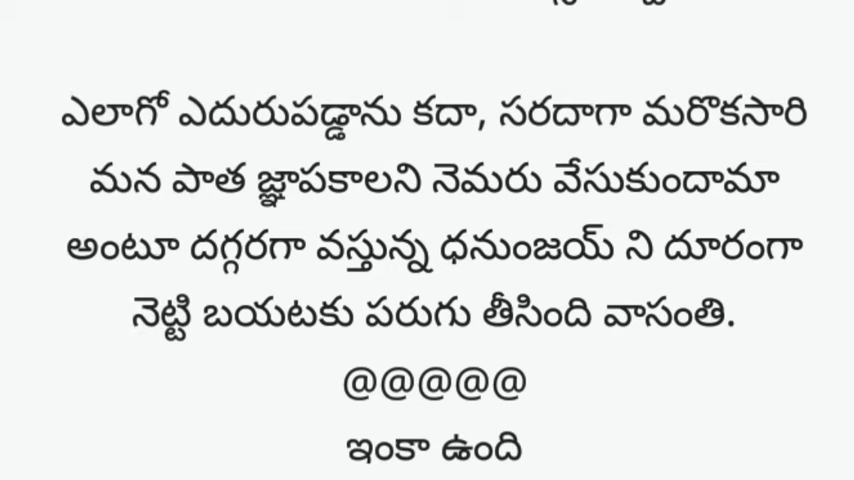 ఎలాగో ఎదురుపడ్డాను కదా, సరదాగా మరొకసారి
మన పాత జ్ఞాపకాలని నెమరు వేసుకుందామా
అంటూ దగ్గరగా వస్తున్న ధనుంజయ్ ని దూరంగా
నెట్టి బయటకు పరుగు తీసింది వాసంతి.
@@@@@
ఇంకా ఉంది